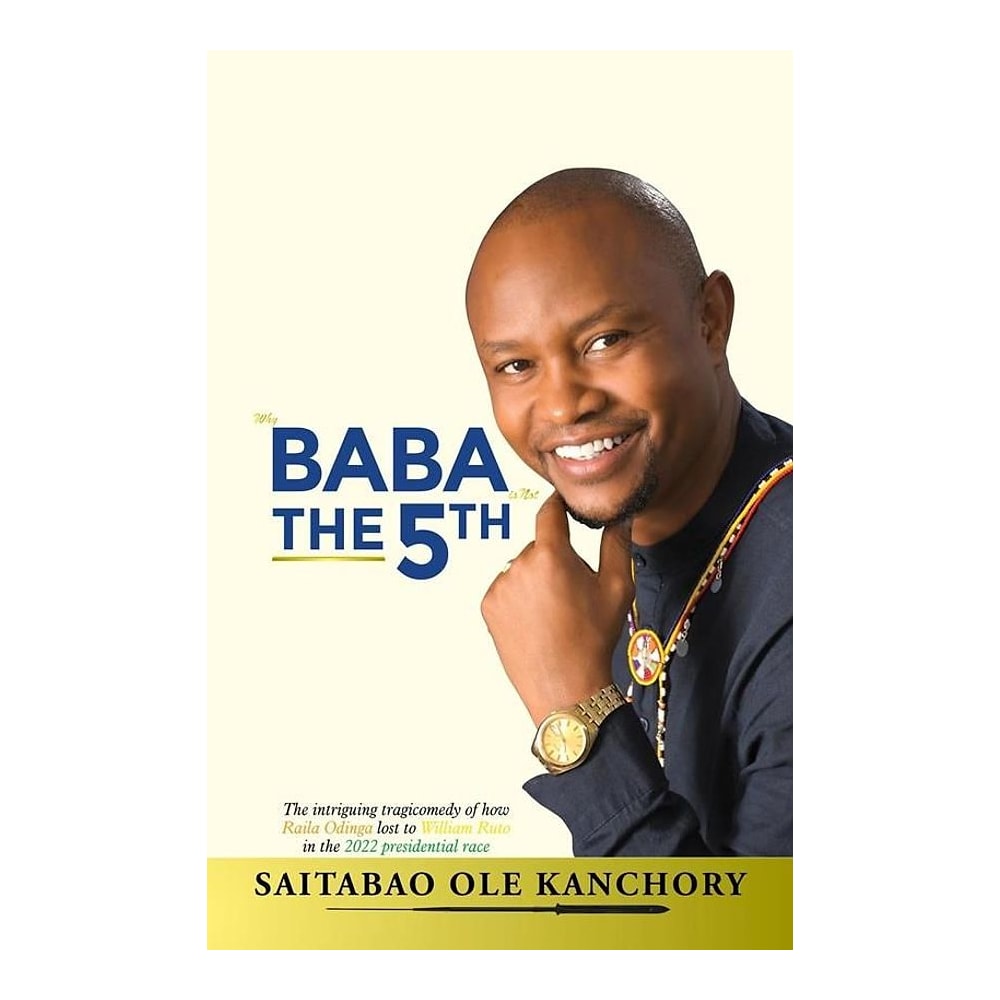 Why
BABA
is Not
THE 5TH
The intriguing tragicomedy of how
Raila Odinga lost to William Ruto
in the 2022 presidential race
SAITABAO OLE KANCHORY